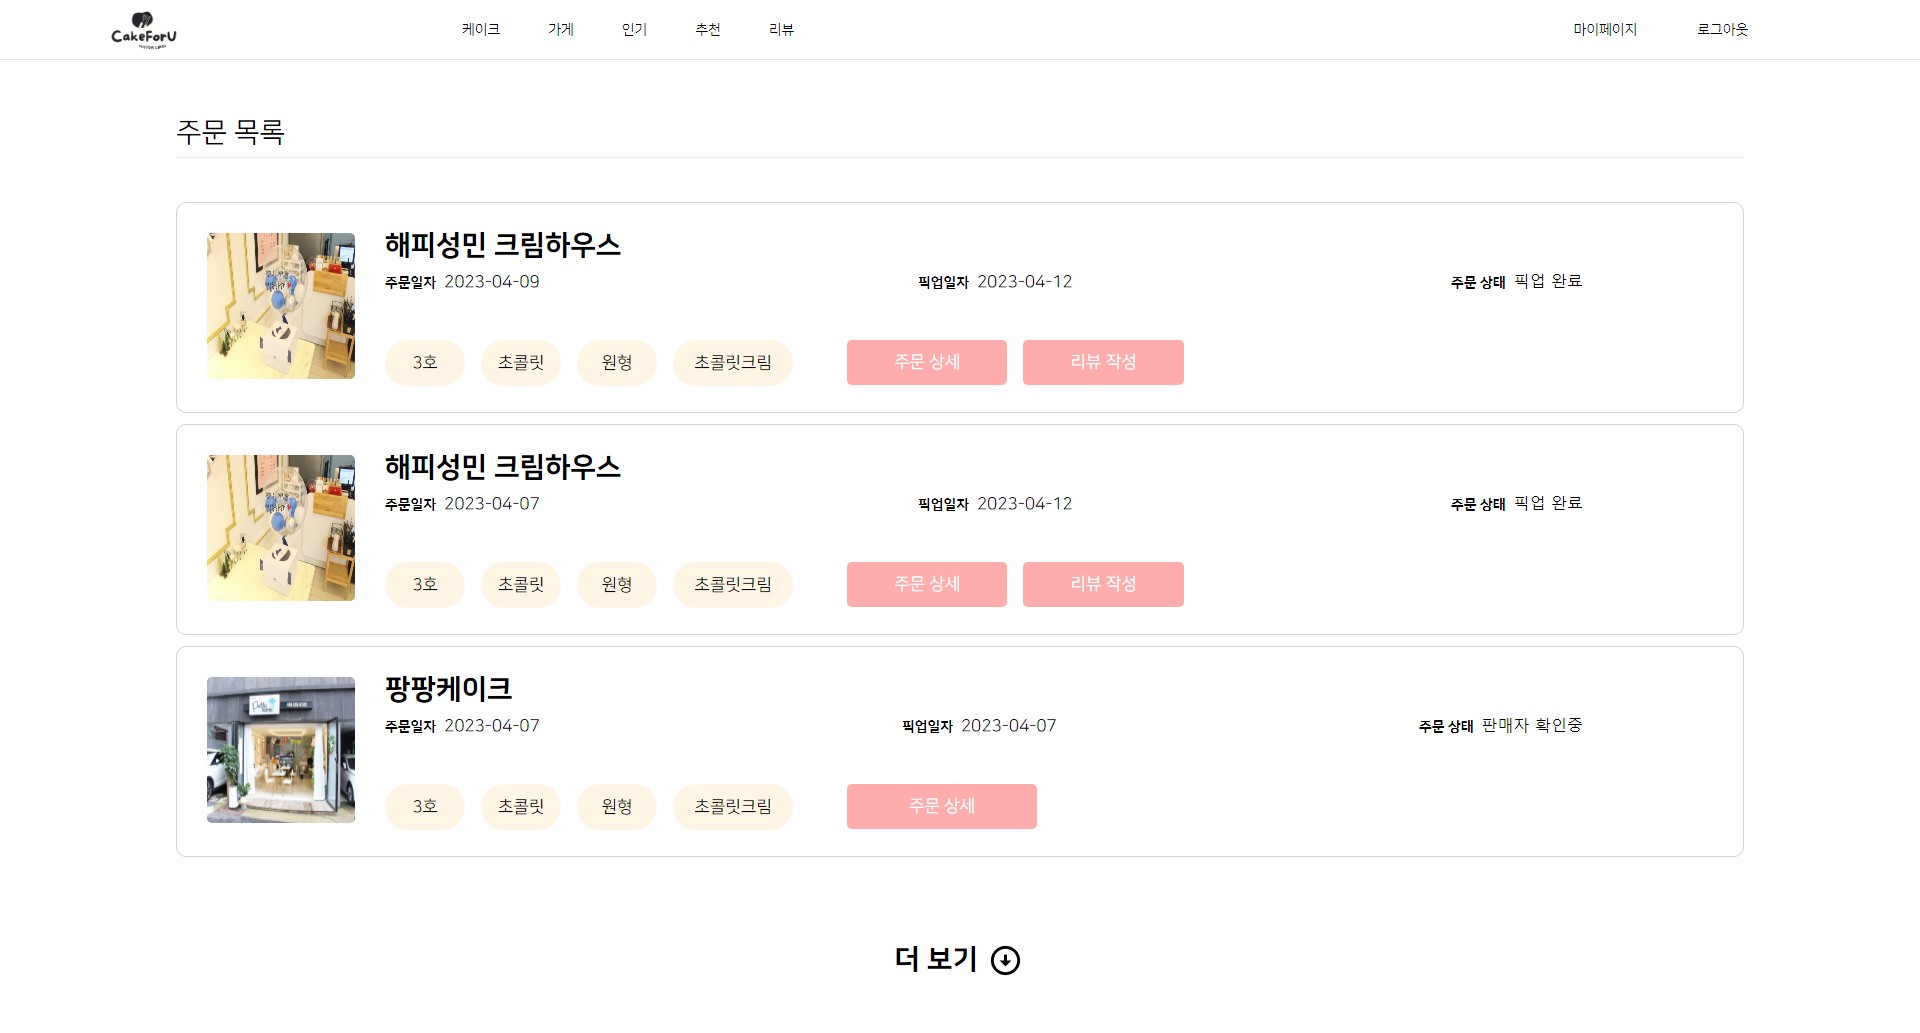 CakeForU
케이크 가게 인기 추천 리뷰 마이페이지 로그아웃
주문 목록
해피성민 크림하우스
주문일자 2023-04-09 픽업일자 2023-04-12 주문 상태 픽업 완료
3호 초콜릿 원형 초콜릿크림 주문 상세 리뷰 작성
해피성민 크림하우스
주문일자 2023-04-07 픽업일자 2023-04-12 주문 상태 픽업 완료
3호 초콜릿 원형 초콜릿크림 주문 상세 리뷰 작성
팡팡케이크
주문일자 2023-04-07 픽업일자 2023-04-07 주문 상태 판매자 확인중
3호 초콜릿 원형 초콜릿크림 주문 상세
더 보기